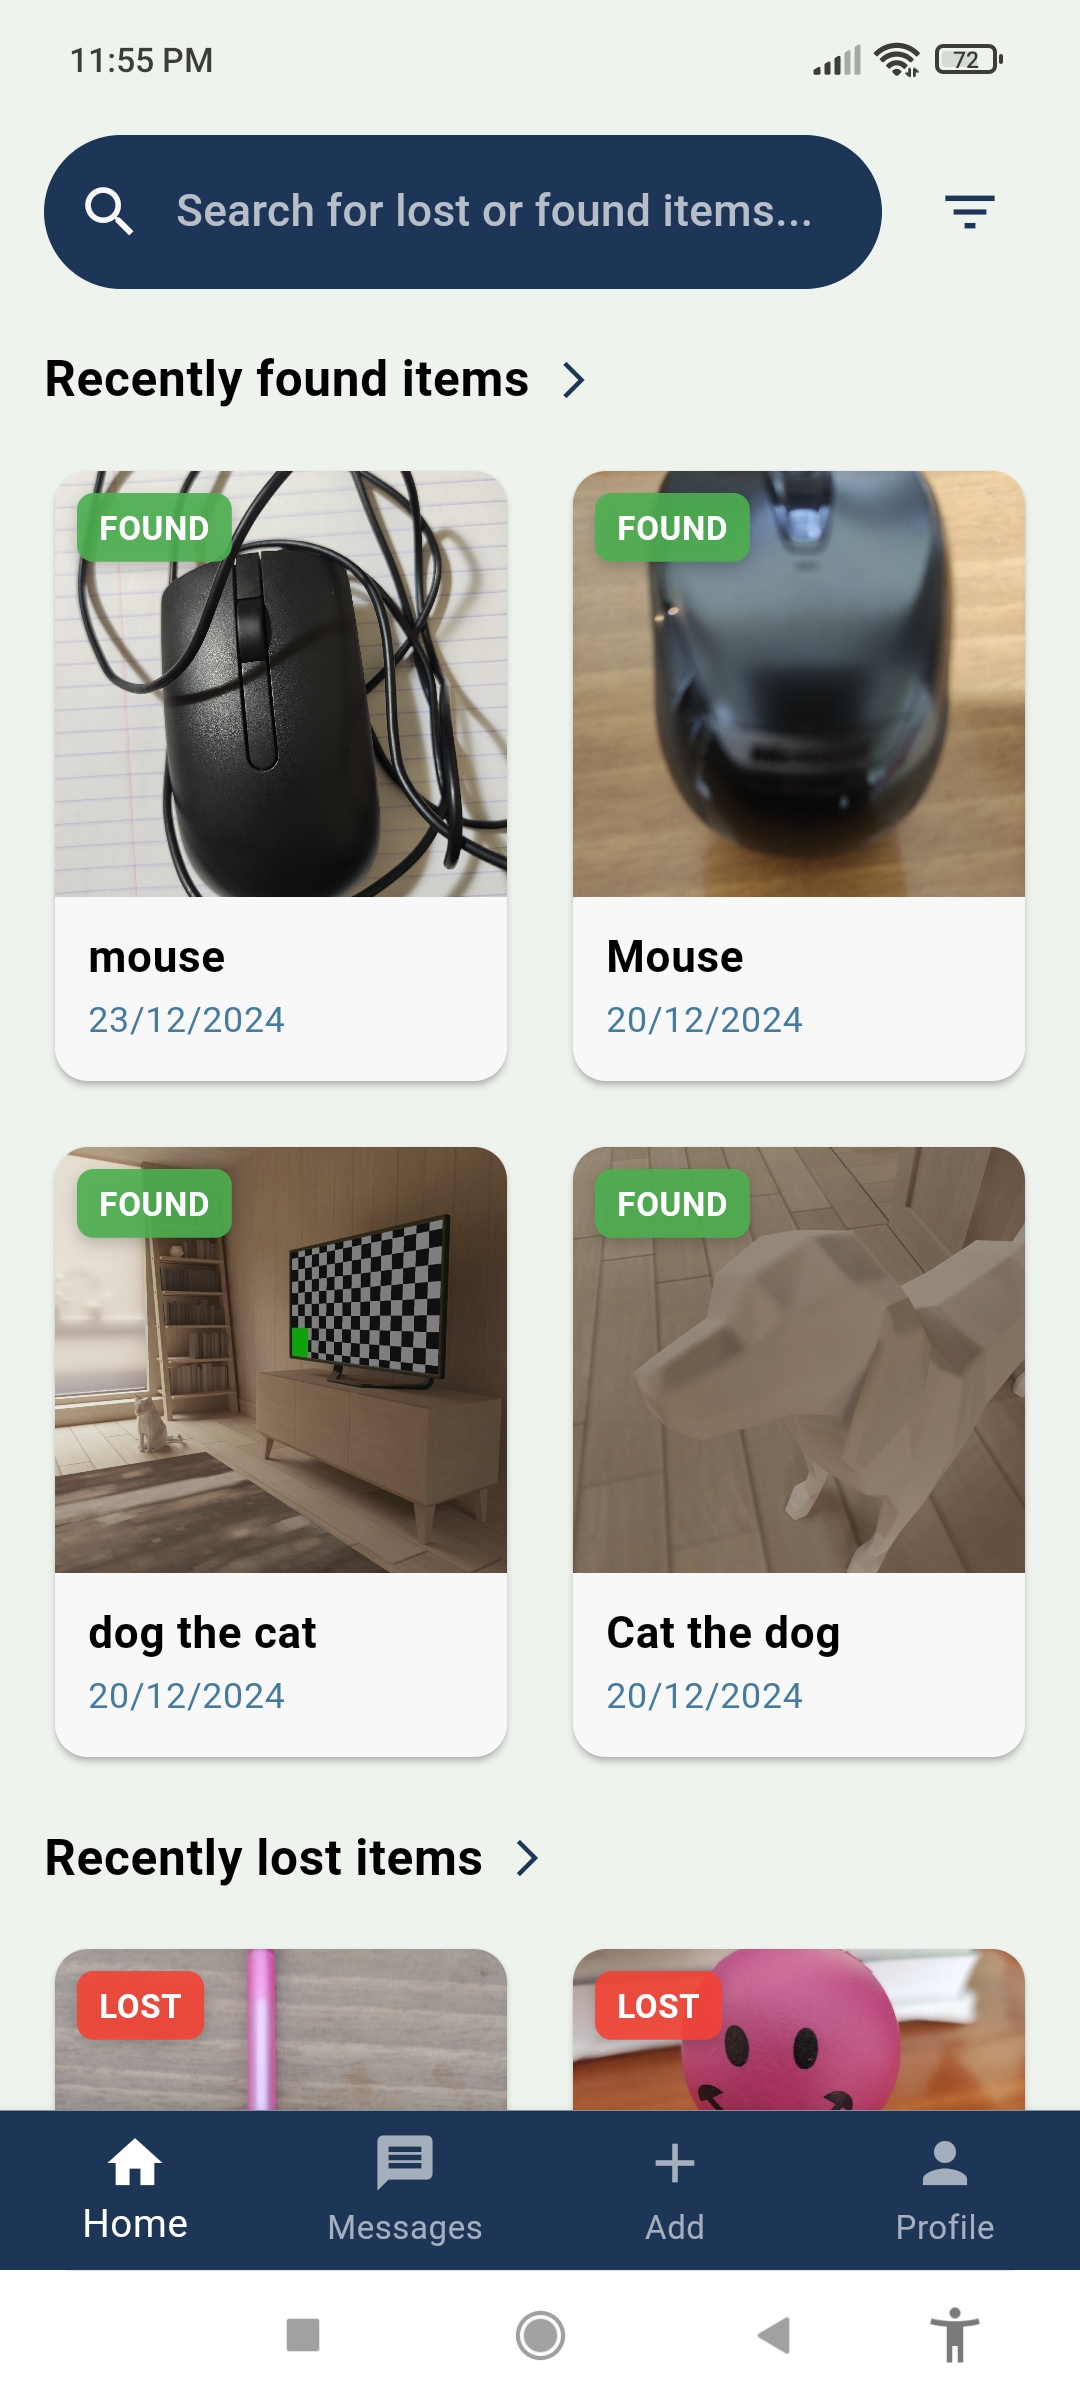 11:55 PM
72
Search for lost or found items...
Recently found items
FOUND
FOUND
mouse
Mouse
23/12/2024
20/12/2024
FOUND
FOUND
dog the cat
Cat the dog
20/12/2024
20/12/2024
Recently lost items
LOST
LOST
Home
Messages
Add
Profile